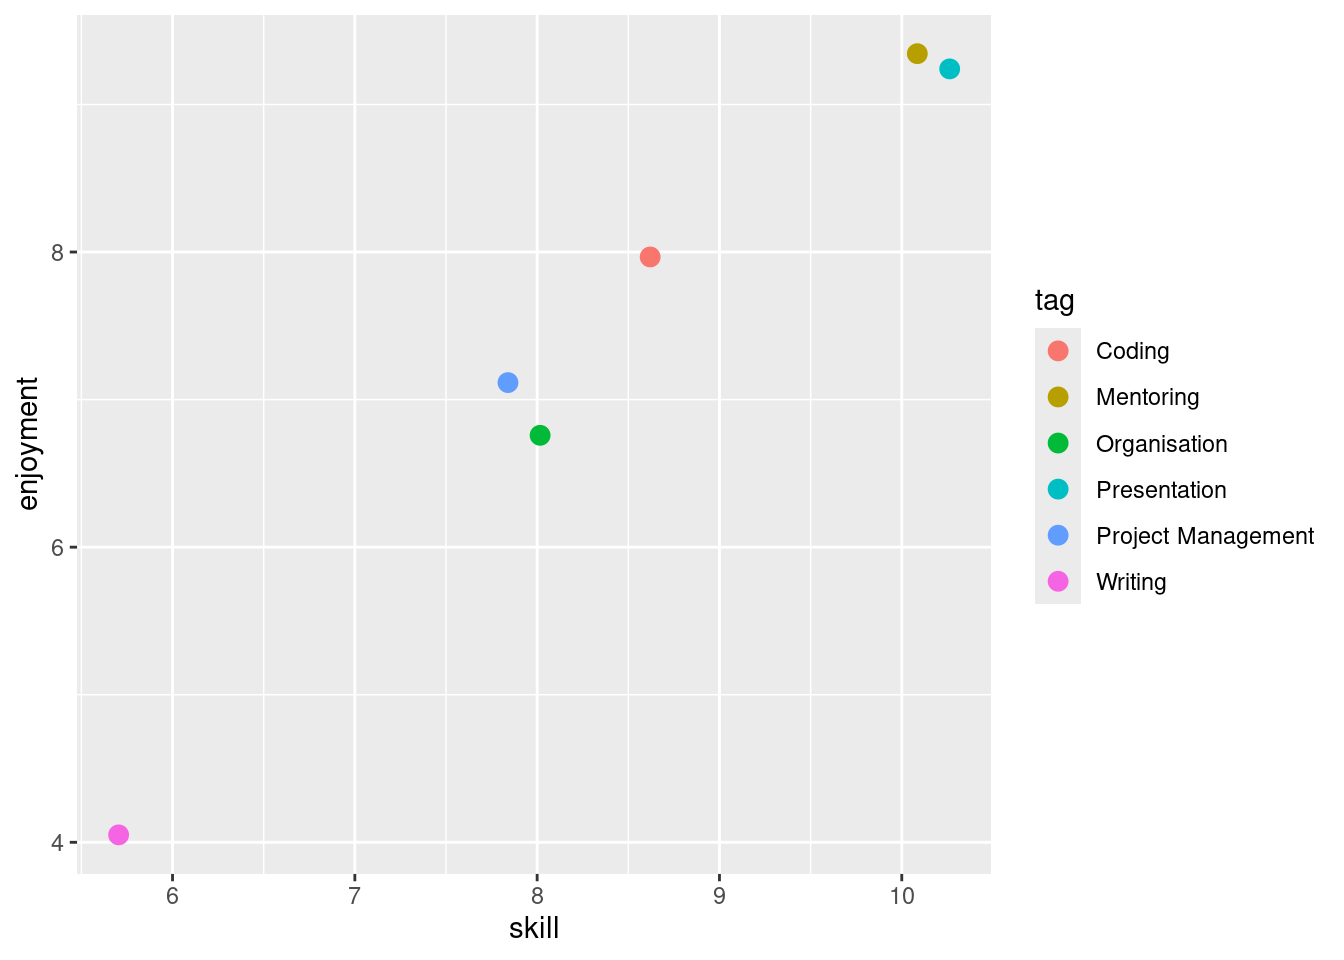 8
6
4
enjoyment
6 7 8 9 10
skill
tag
Coding
Mentoring
Organisation
Presentation
Project Management
Writing